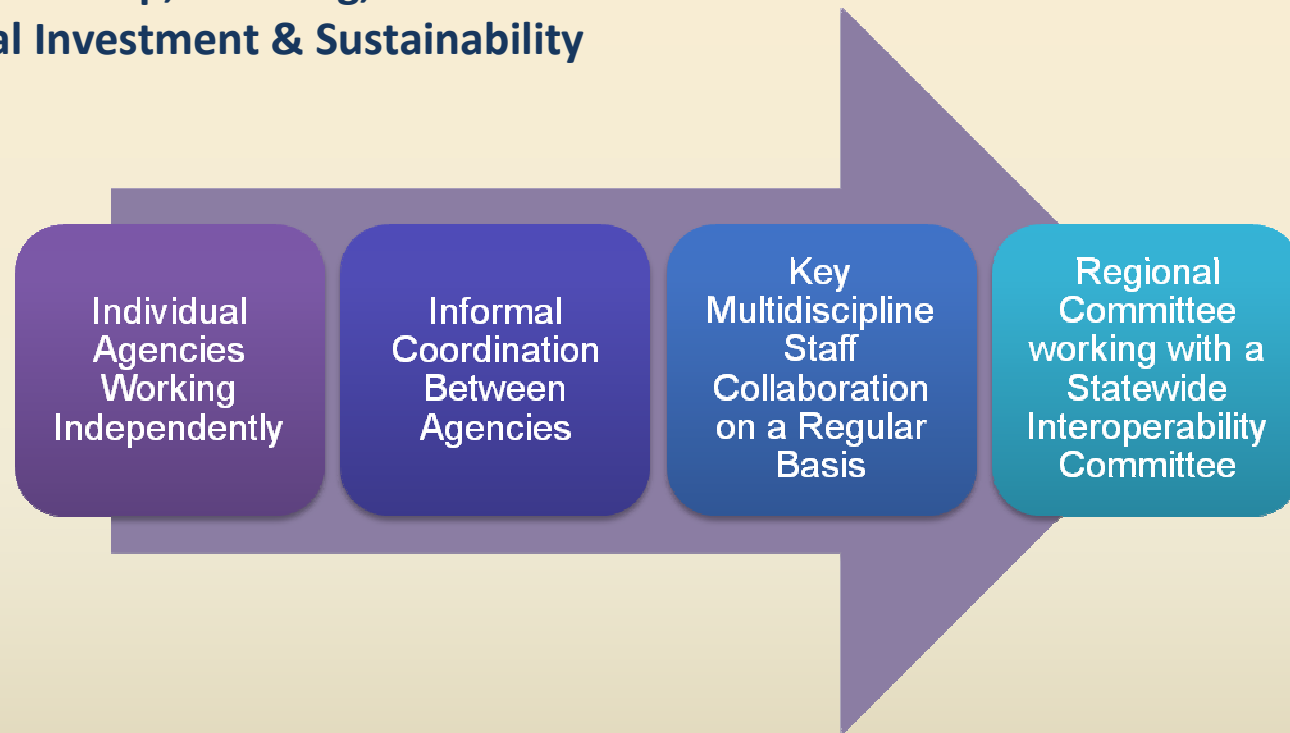 al Investment & Sustainability
Individual
Agencies
Working
Independently
Informal
Coordination
Between
Agencies
Key
Multidiscipline
Staff
Collaboration
on a Regular
Basis
Regional
Committee
working with a
Statewide
Interoperability
Committee